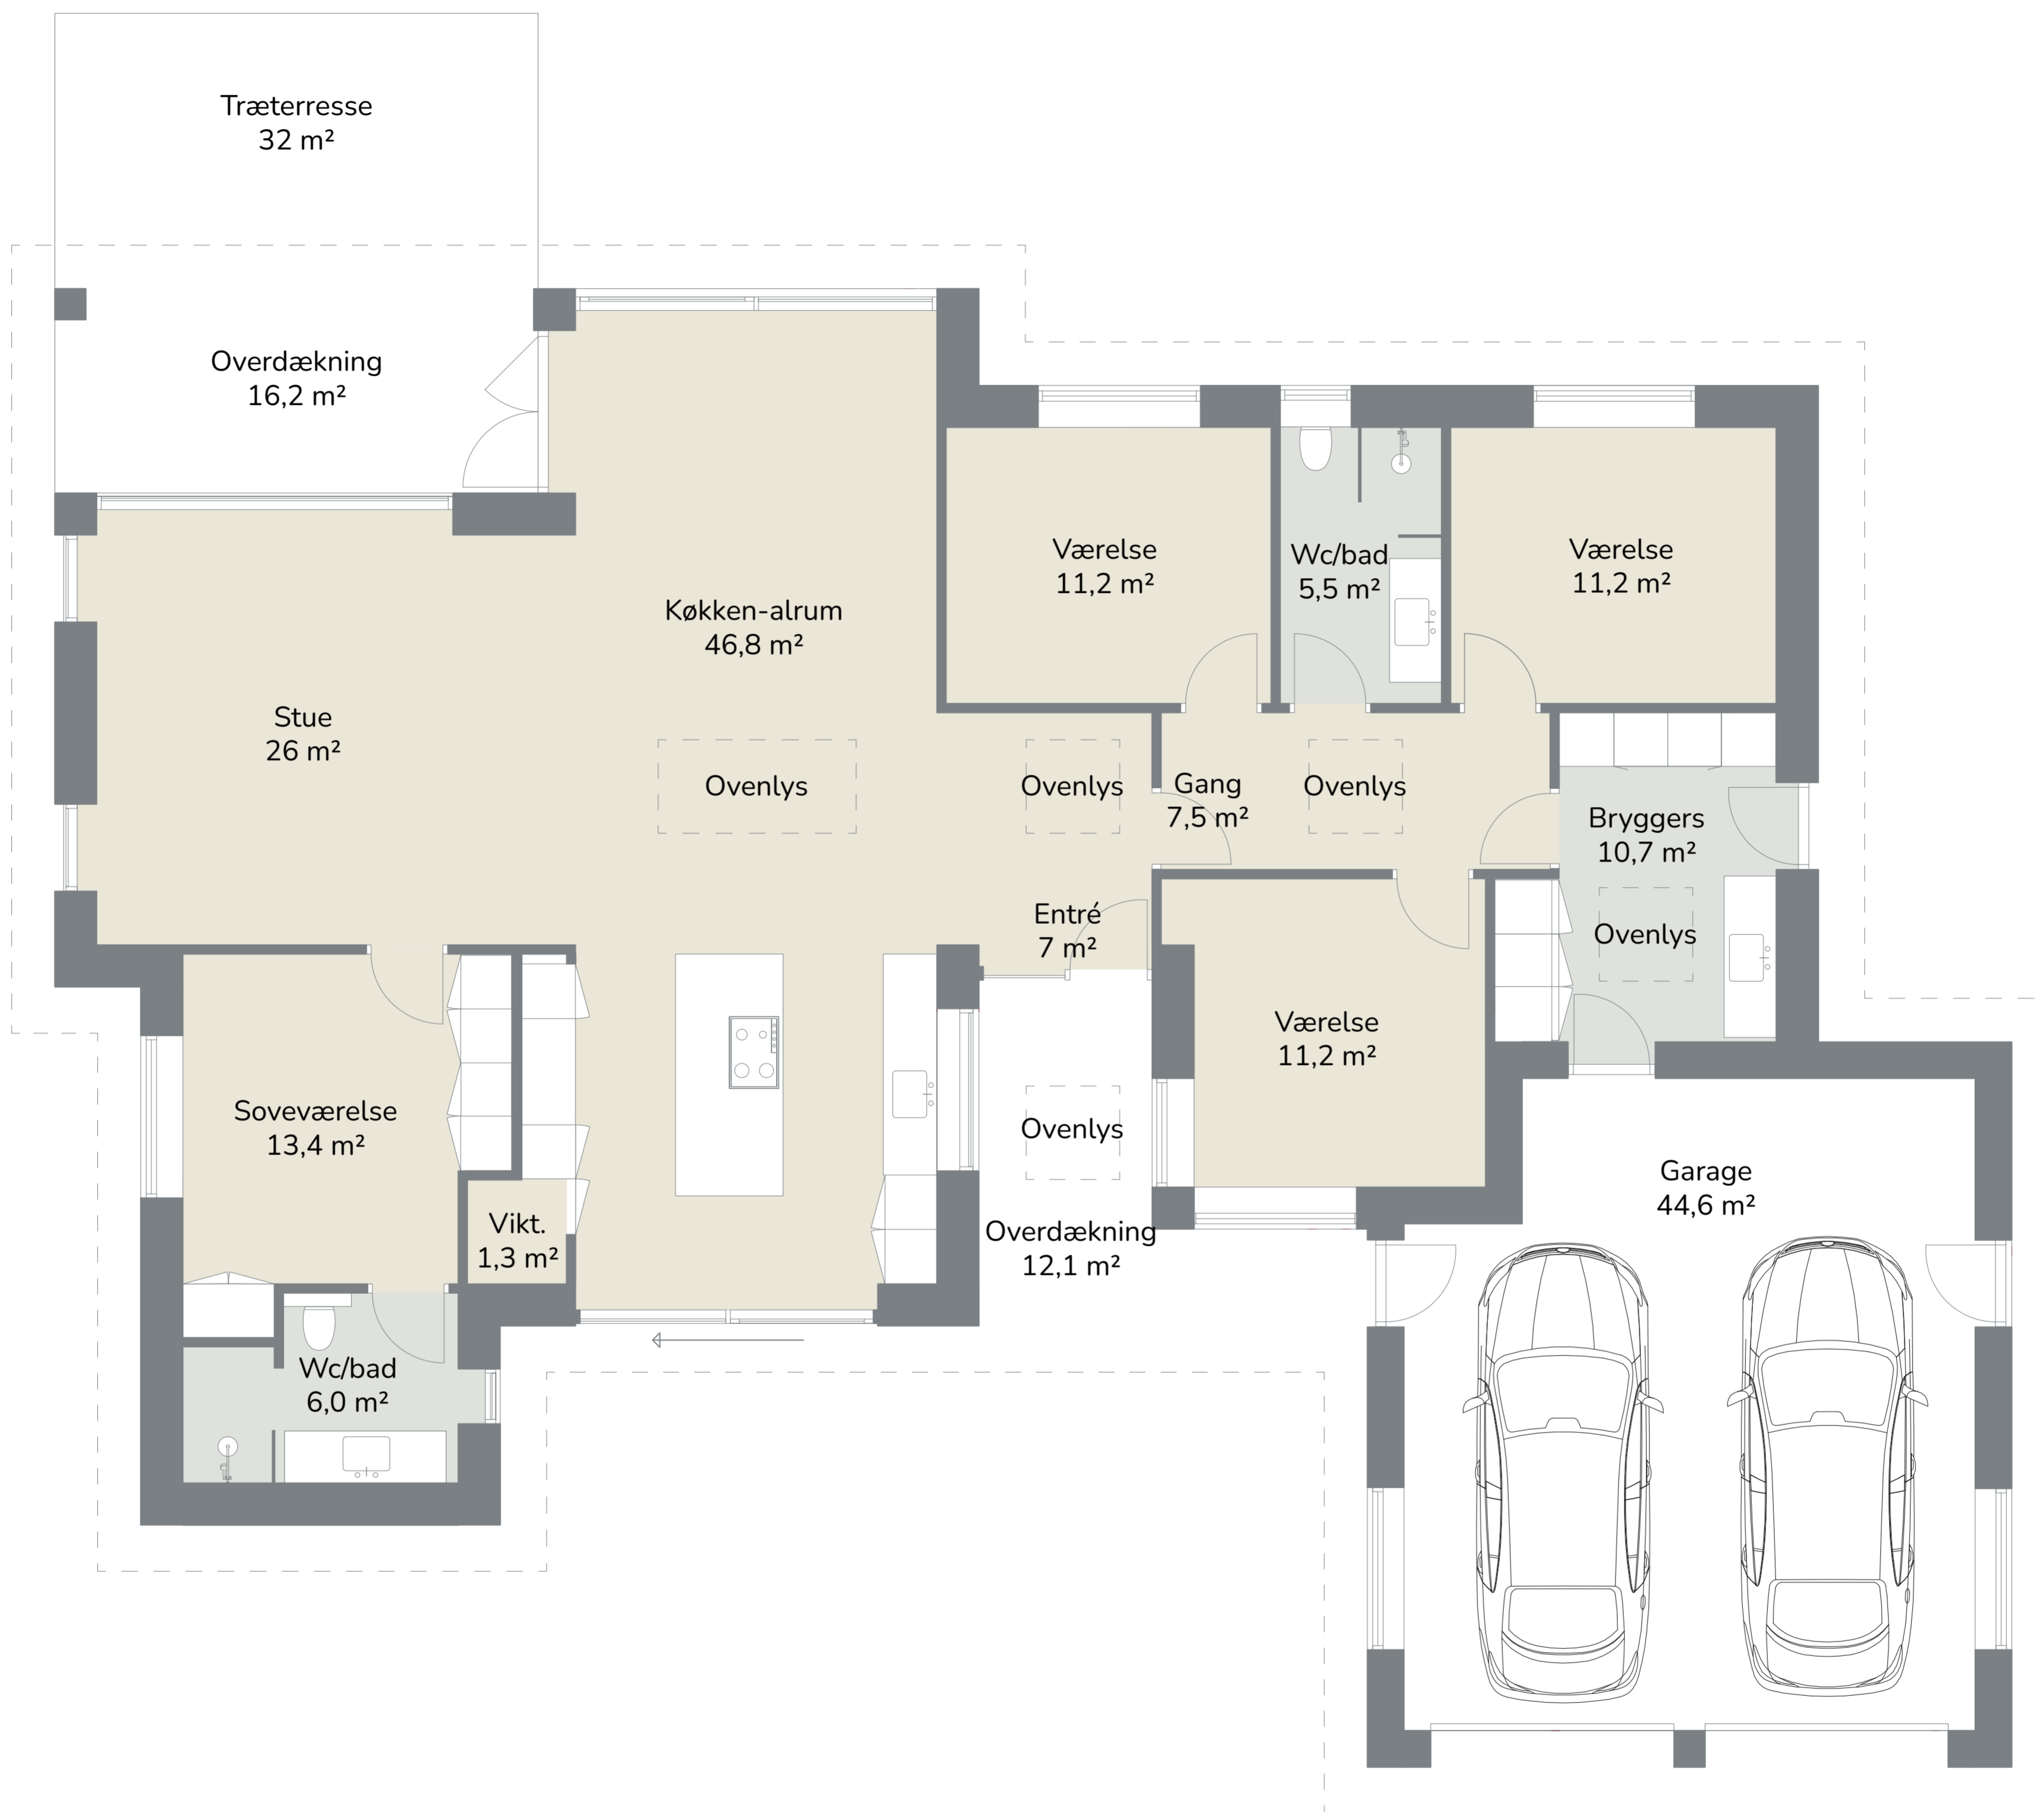 Træterresse
32 m²
Overdækning
16,2 m²
Køkken-alrum
46,8 m²
Værelse
11,2 m²
Wc/bad
5,5 m²
Værelse
11,2 m²
Stue
26 m²
Ovenlys
Ovenlys
Gang
7,5 m²
Ovenlys
Bryggers
10,7 m²
Ovenlys
Entré
7 m²
Værelse
11,2 m²
Soveværelse
13,4 m²
Ovenlys
Garage
44,6 m²
Vikt.
1,3 m²
Overdækning
12,1 m²
Wc/bad
6,0 m²